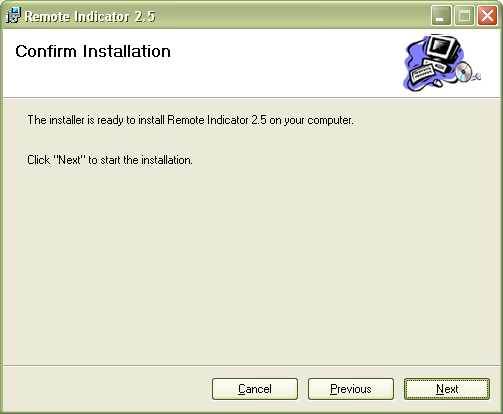 Remote Indicator 2.5
Confirm Installation
The installer is ready to install Remote Indicator 2.5 on your computer.
Click "Next" to start the installation.
Cancel
Previous
Next